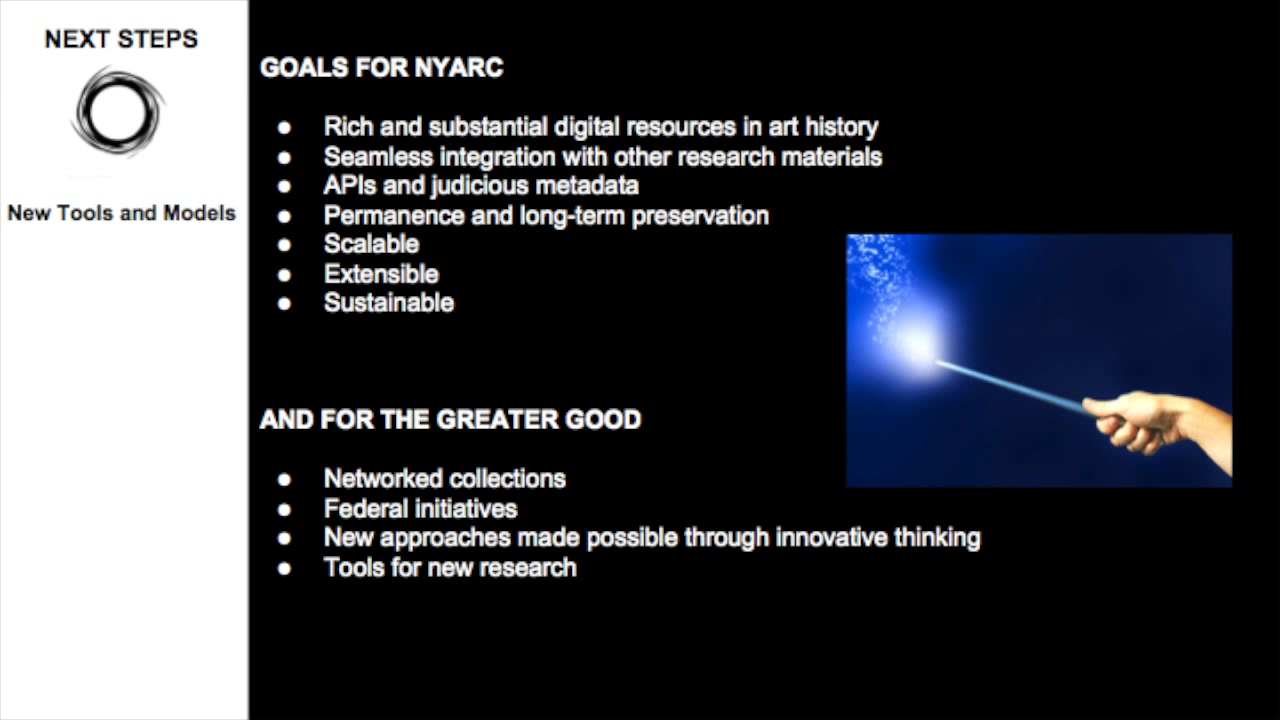 NEXT STEPS
New Tools and Models
GOALS FOR NYARC
● Rich and substantial digital resources in art history
● Seamless integration with other research materials
● APIs and judicious metadata
● Permanence and long-term preservation
● Scalable
● Extensible
● Sustainable
AND FOR THE GREATER GOOD
● Networked collections
● Federal initiatives
● New approaches made possible through innovative thinking
● Tools for new research